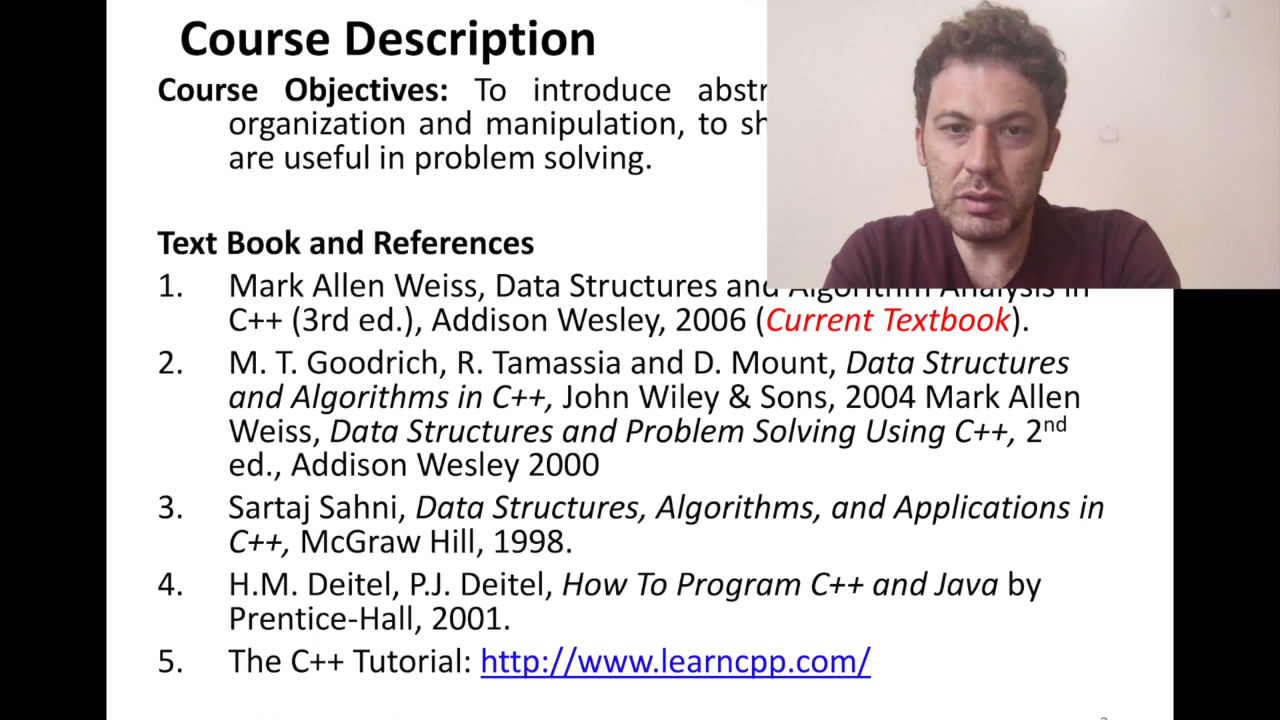 Course Description
Course Objectives: To introduce
organization and manipulation, to
are useful in problem solving.
Text Book and References
1. Mark Allen Weiss, Data Structures and Algorithm Analysis in
C++ (3rd ed.), Addison Wesley, 2006 (Current Textbook).
2. M. T. Goodrich, R. Tamassia and D. Mount, Data Structures
and Algorithms in C++, John Wiley & Sons, 2004 Mark Allen
Weiss, Data Structures and Problem Solving Using C++, 2nd
ed., Addison Wesley 2000
3. Sartaj Sahni, Data Structures, Algorithms, and Applications in
C++, McGraw Hill, 1998.
4. H.M. Deitel, P.J. Deitel, How To Program C++ and Java by
Prentice-Hall, 2001.
5. The C++ Tutorial: http://www.learncpp.com/